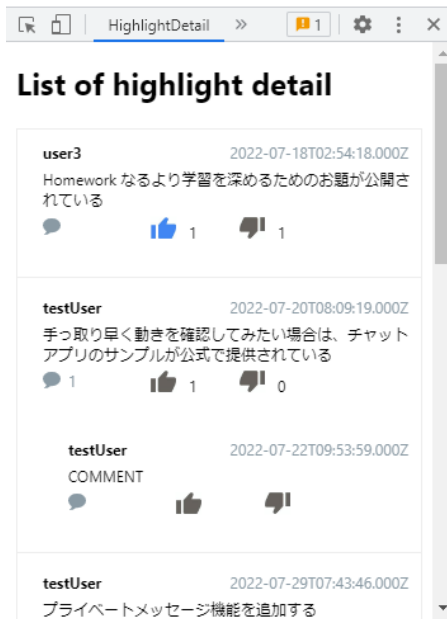 HighlightDetail
1
List of highlight detail
user3 2022-07-18T02:54:18.000Z
Homework なるより学習を深めるためのお題が公開さ
れている
1 1
testUser 2022-07-20T08:09:19.000Z
手っ取り早く動きを確認してみたい場合は、チャット
アプリのサンプルが公式で提供されている
1 1 0
testUser 2022-07-22T09:53:59.000Z
COMMENT
testUser 2022-07-29T07:43:46.000Z
プライベートメッセージ機能を追加する